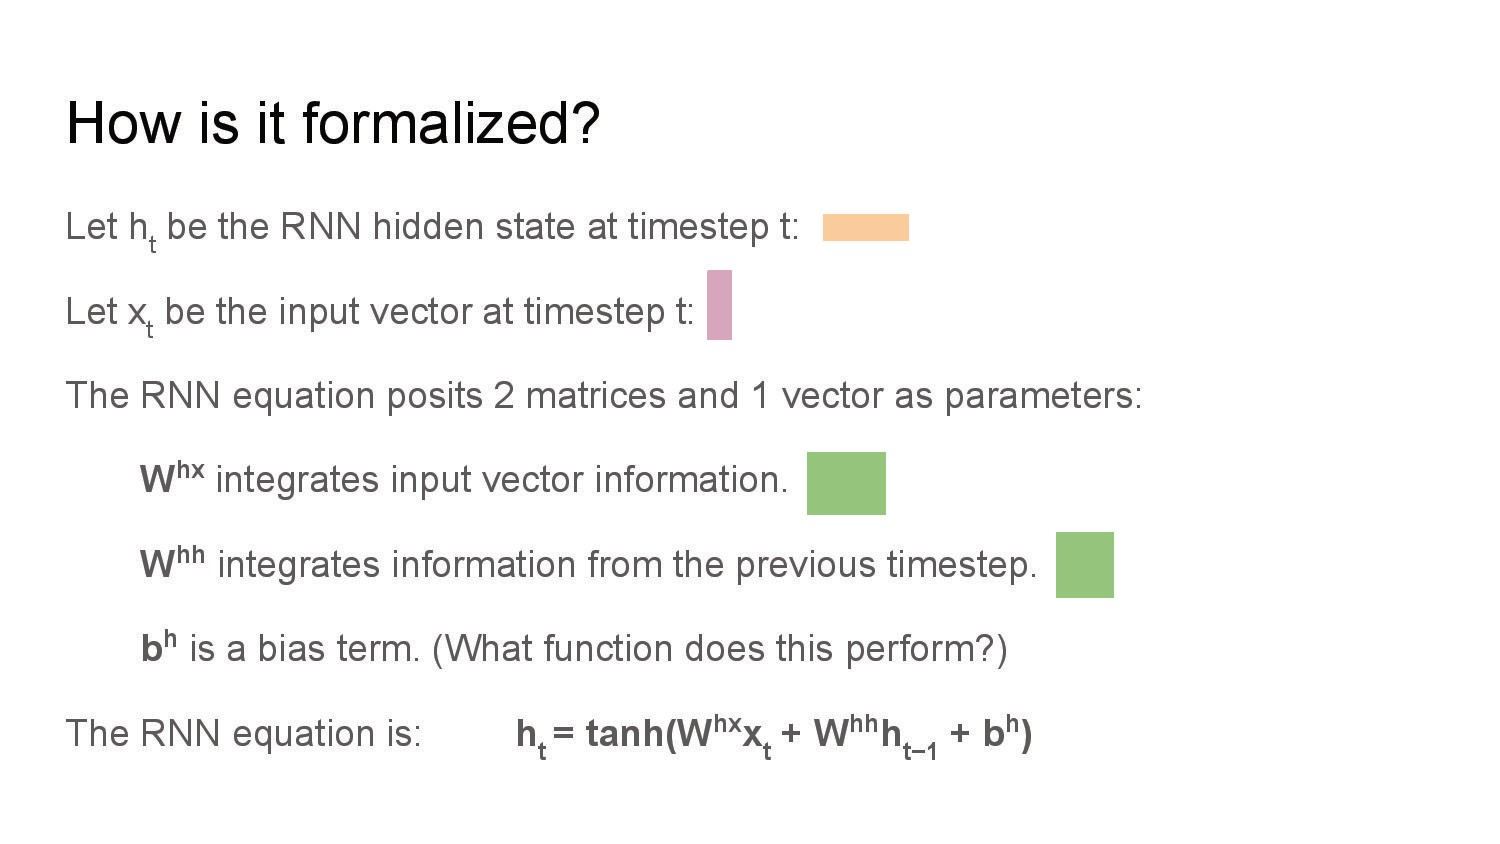 How is it formalized?
Let hₜ be the RNN hidden state at timestep t:
Let xₜ be the input vector at timestep t:
The RNN equation posits 2 matrices and 1 vector as parameters:
Wʰˣ integrates input vector information.
Wʰʰ integrates information from the previous timestep.
bʰ is a bias term. (What function does this perform?)
The RNN equation is: hₜ = tanh(Wʰˣxₜ + Wʰʰhₜ₋₁ + bʰ)